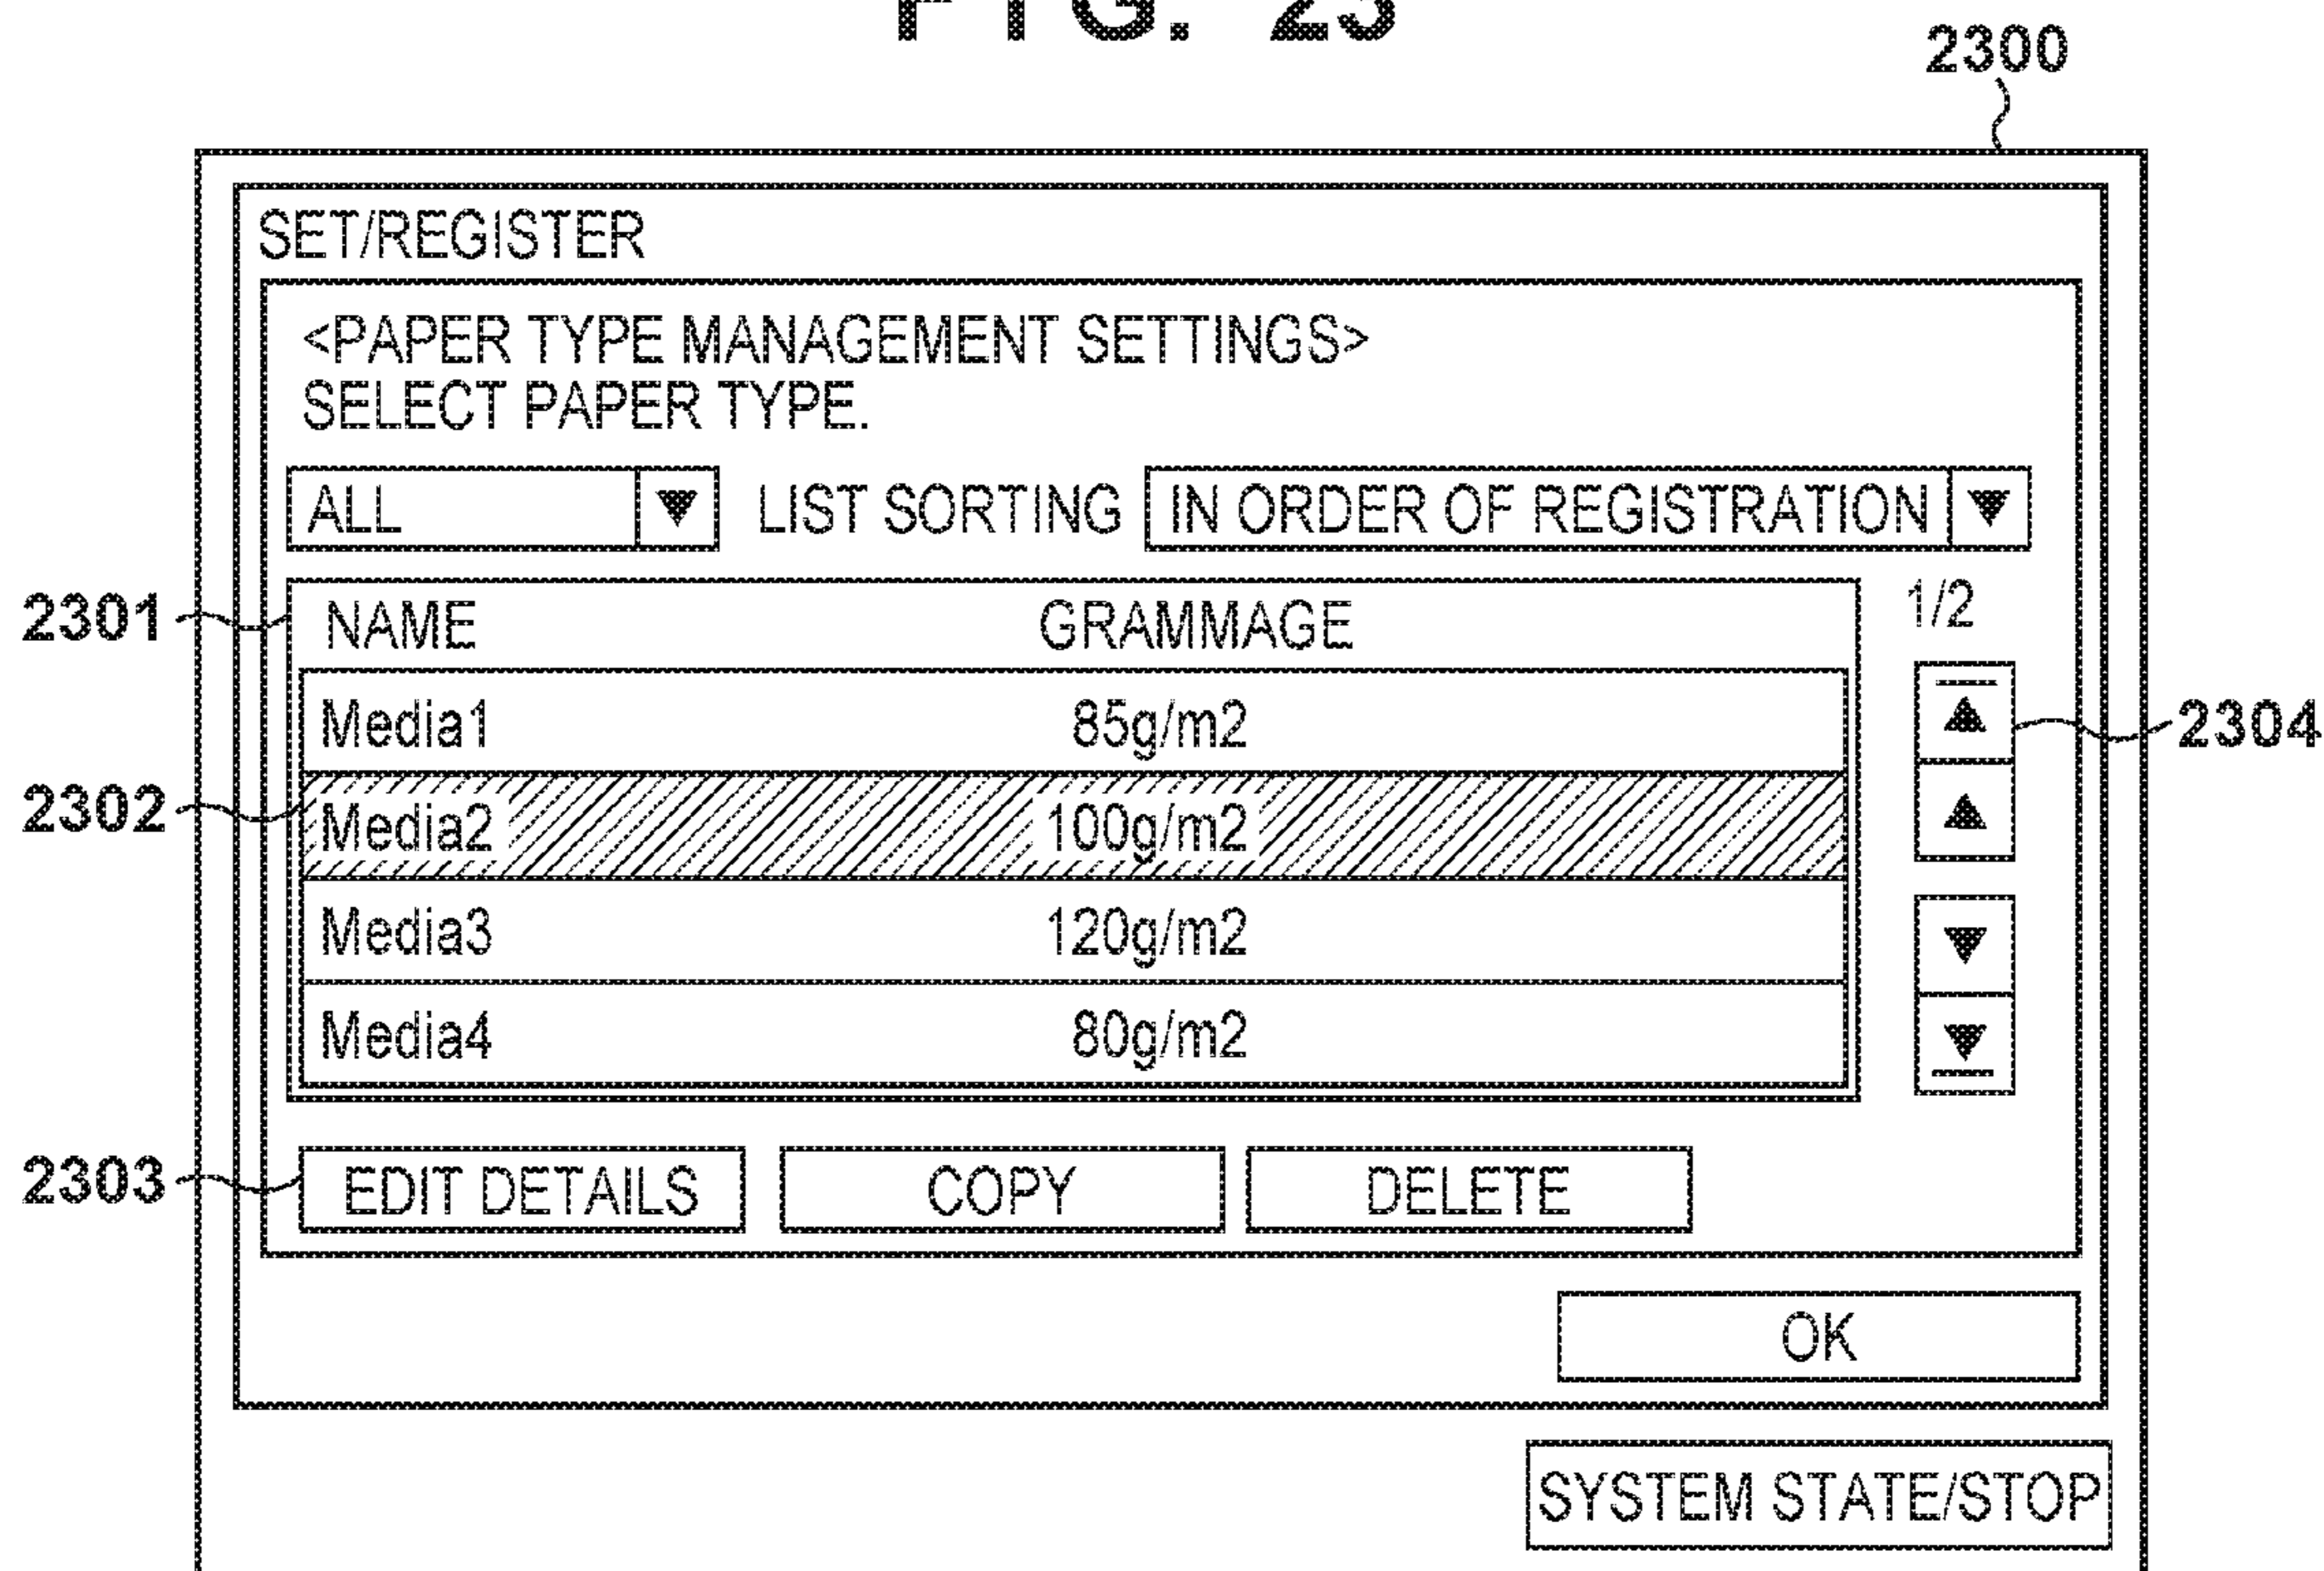 FIG. 23
2300
SET/REGISTER
<PAPER TYPE MANAGEMENT SETTINGS>
SELECT PAPER TYPE.
ALL ▼ LIST SORTING IN ORDER OF REGISTRATION ▼
2301 NAME GRAMMAGE 1/2
Media1 85g/m2 2304
2302 Media2 100g/m2
Media3 120g/m2
Media4 80g/m2
2303 EDIT DETAILS COPY DELETE
OK
SYSTEM STATE/STOP